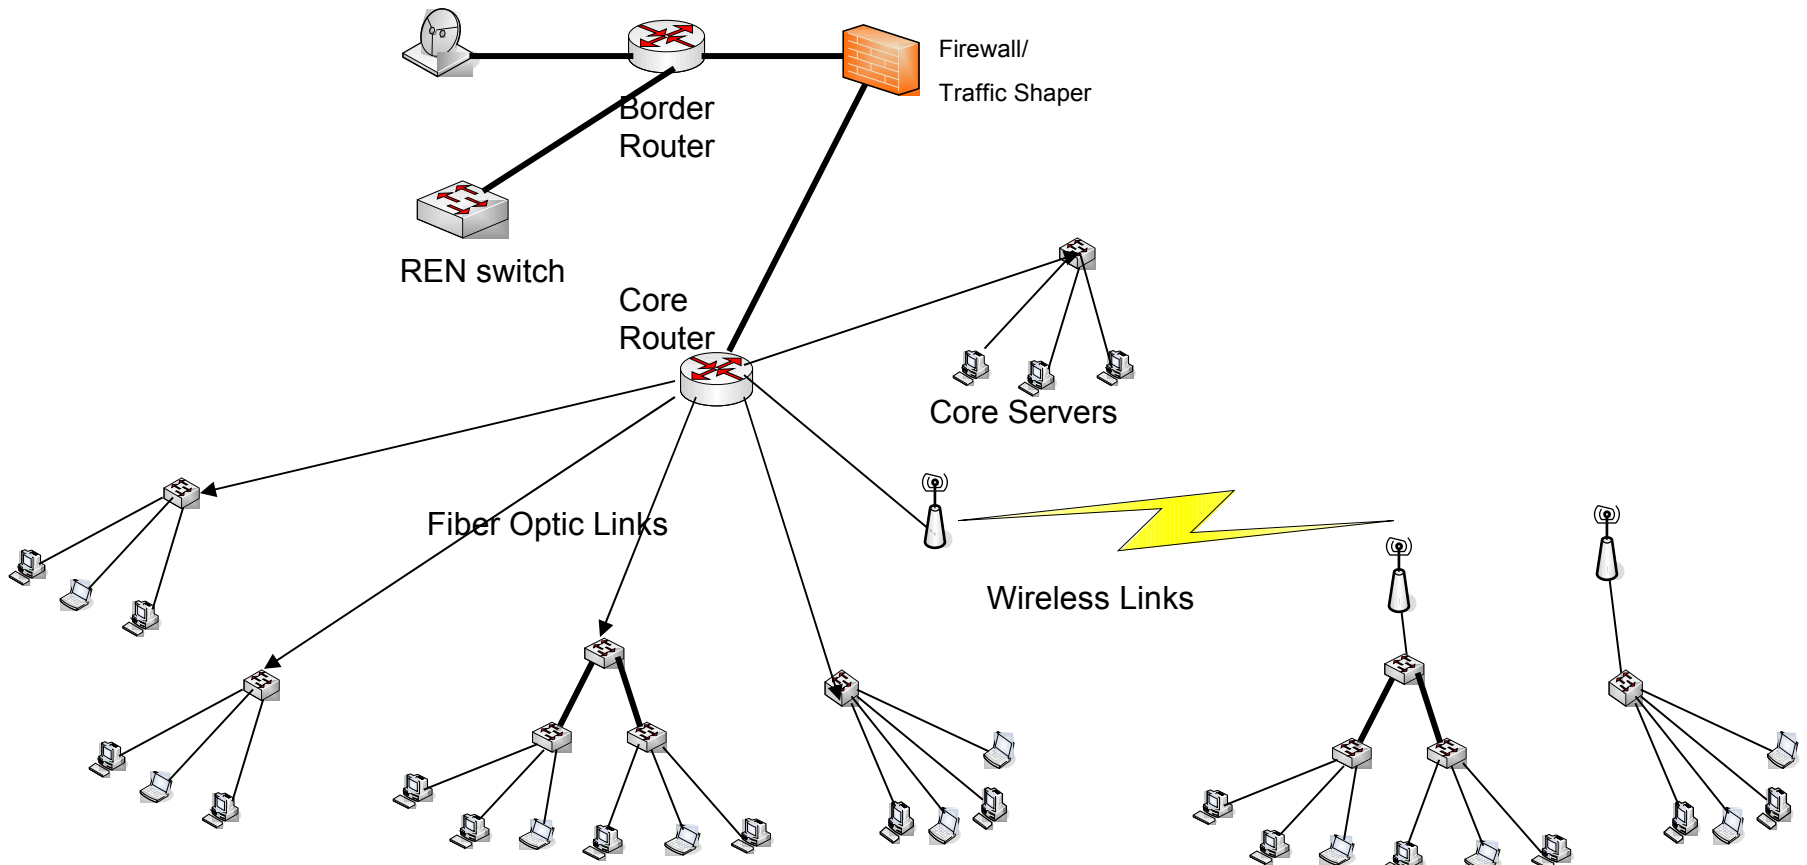 Firewall/
Traffic Shaper
Border
Router
REN switch
Core
Router
Core Servers
Fiber Optic Links
Wireless Links